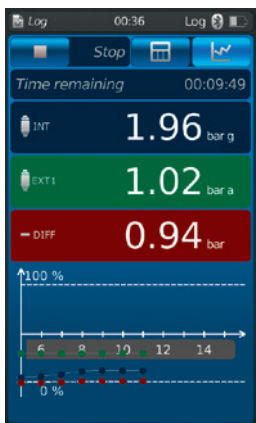 Log 00:36 Log
Stop
Time remaining 00:09:49
INT 1.96 bar g
EXT1 1.02 bar a
DIFF 0.94 bar
100 %
6 8 10 12 14
0 %